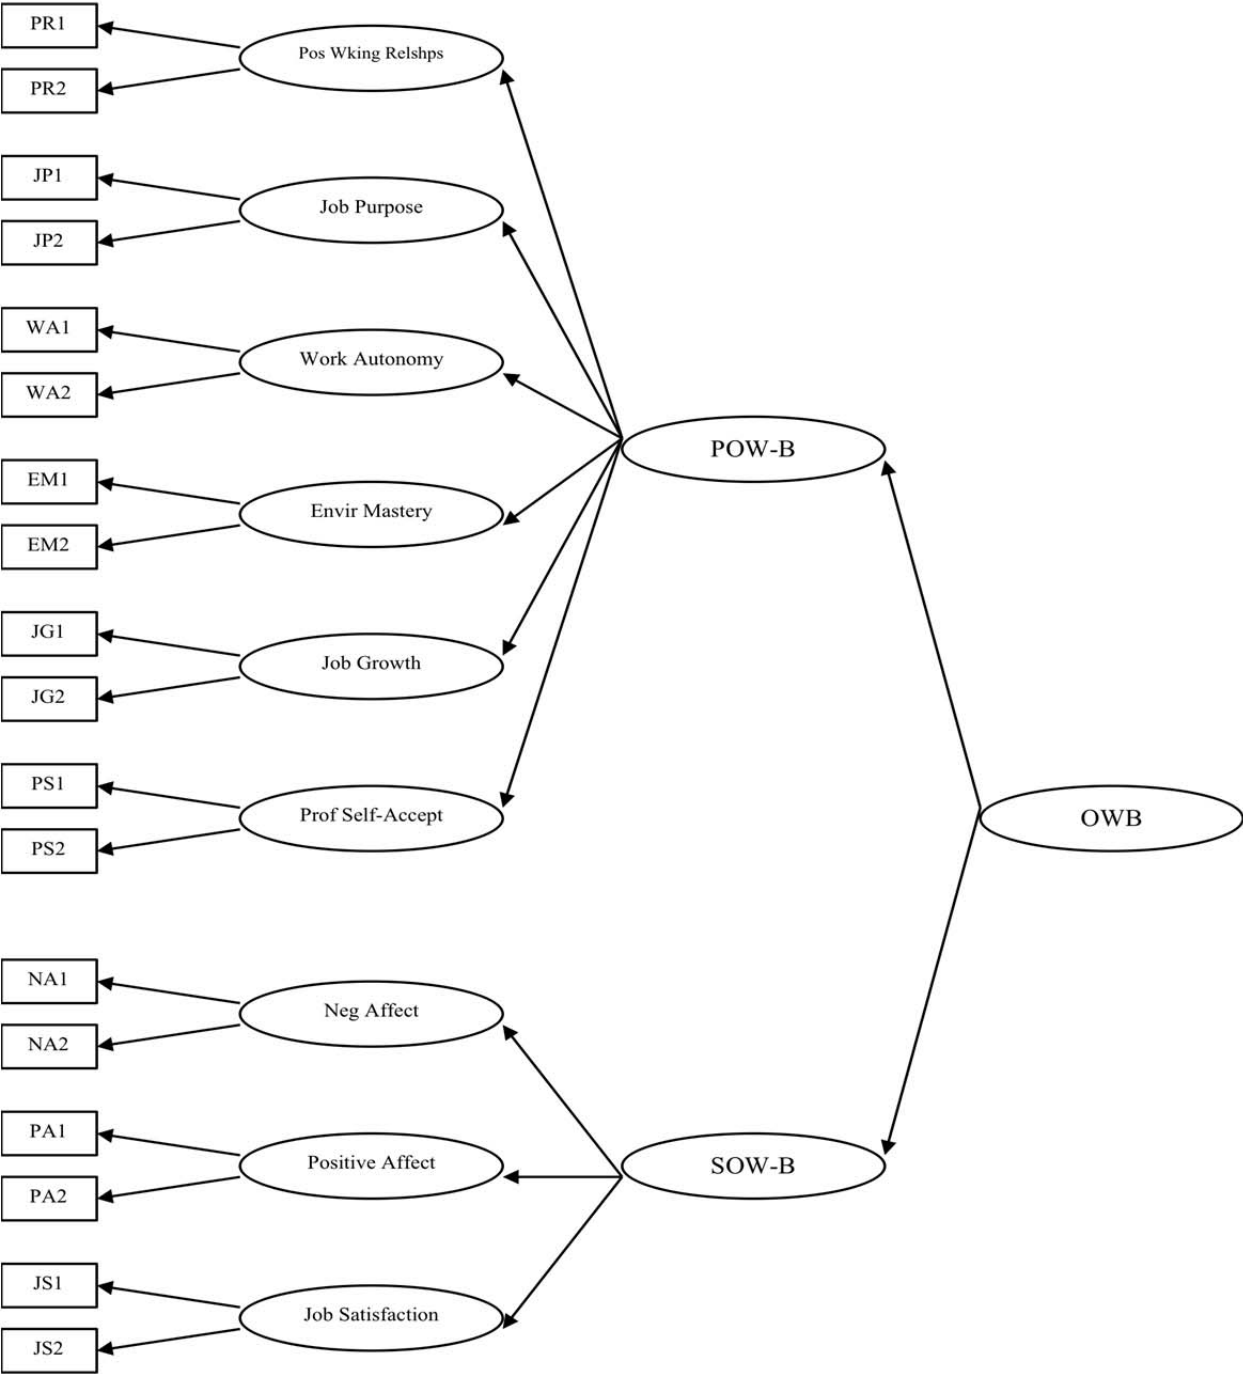 PR1
Pos Wking Relshps
PR2
JP1
Job Purpose
JP2
WA1
Work Autonomy
WA2
POW-B
EM1
Envir Mastery
EM2
JG1
Job Growth
JG2
PS1
Prof Self-Accept
PS2
OWB
NA1
Neg Affect
NA2
PA1
Positive Affect
PA2
SOW-B
JS1
Job Satisfaction
JS2